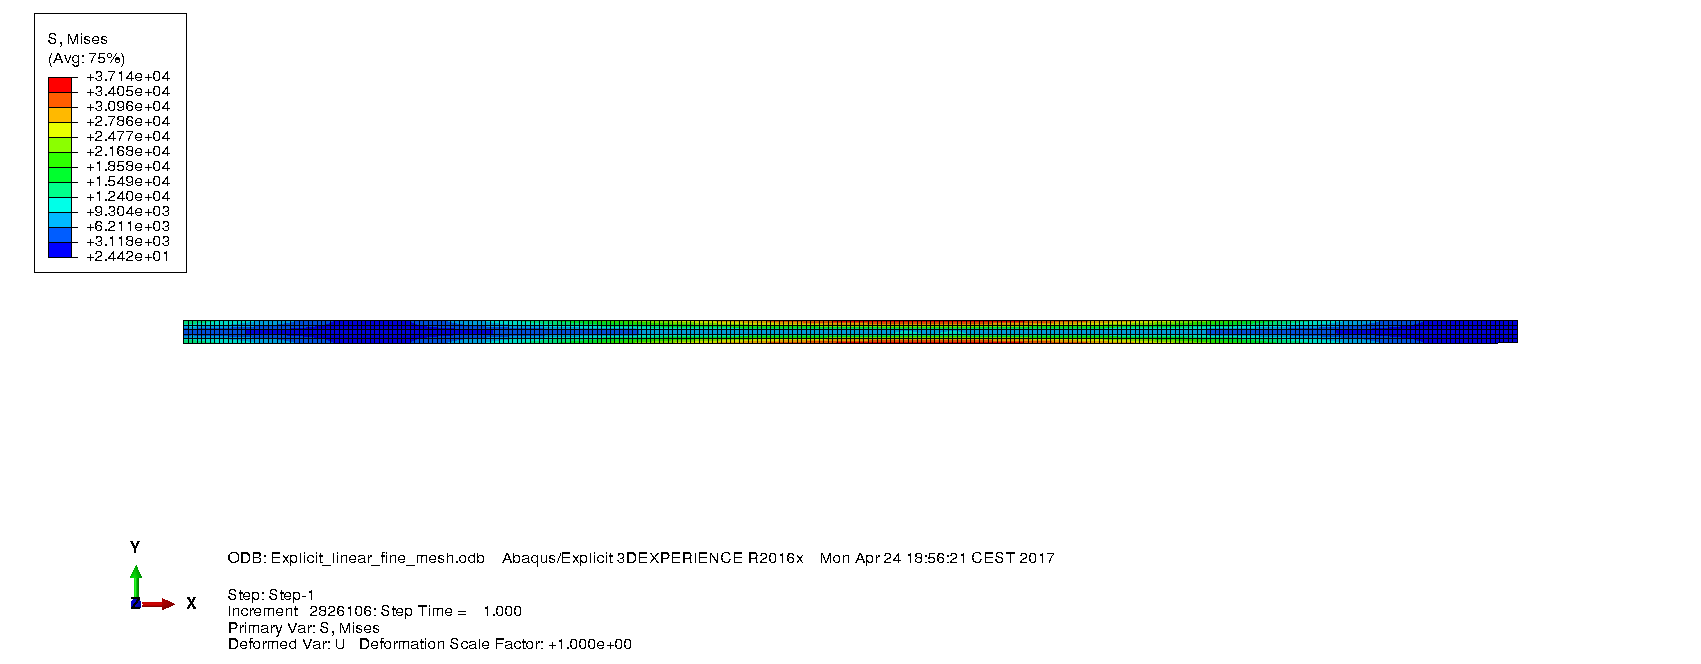 S, Mises
(Avg: 75%)
+3.714e+04
+3.405e+04
+3.096e+04
+2.786e+04
+2.477e+04
+2.168e+04
+1.858e+04
+1.549e+04
+1.240e+04
+9.304e+03
+6.211e+03
+3.118e+03
+2.442e+01
Y
X
ODB: Explicit_linear_fine_mesh.odb Abaqus/Explicit 3DEXPERIENCE R2016x Mon Apr 24 18:56:21 CEST 2017
Step: Step-1
Increment 2826106: Step Time = 1.000
Primary Var: S, Mises
Deformed Var: U Deformation Scale Factor: +1.000e+00